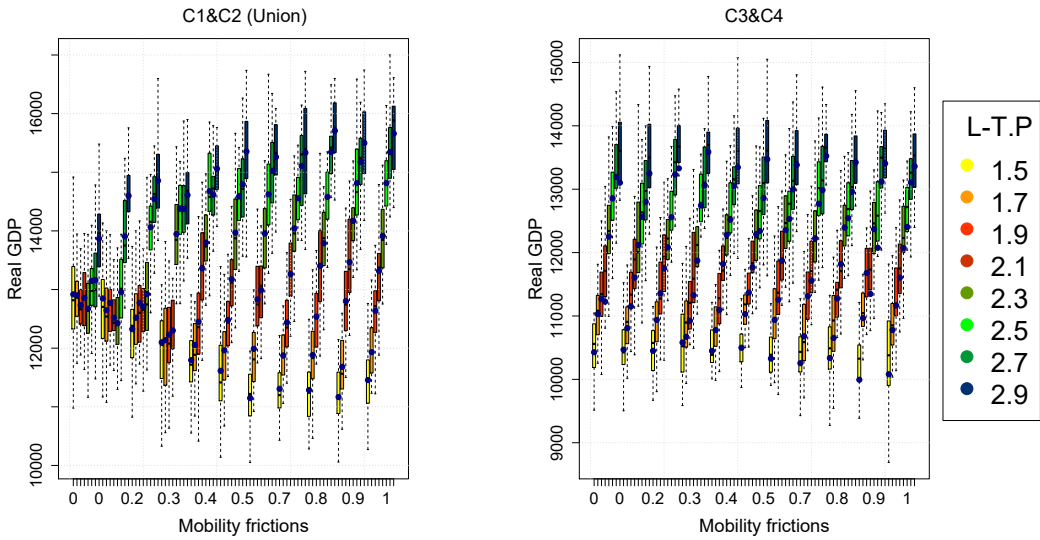 C1&C2 (Union)
Real GDP
10000
12000
14000
16000
0 0 0.2 0.3 0.4 0.5 0.7 0.8 0.9 1
Mobility frictions
C3&C4
Real GDP
9000
10000
11000
12000
13000
14000
15000
0 0 0.2 0.3 0.4 0.5 0.7 0.8 0.9 1
Mobility frictions
L-T.P
1.5
1.7
1.9
2.1
2.3
2.5
2.7
2.9